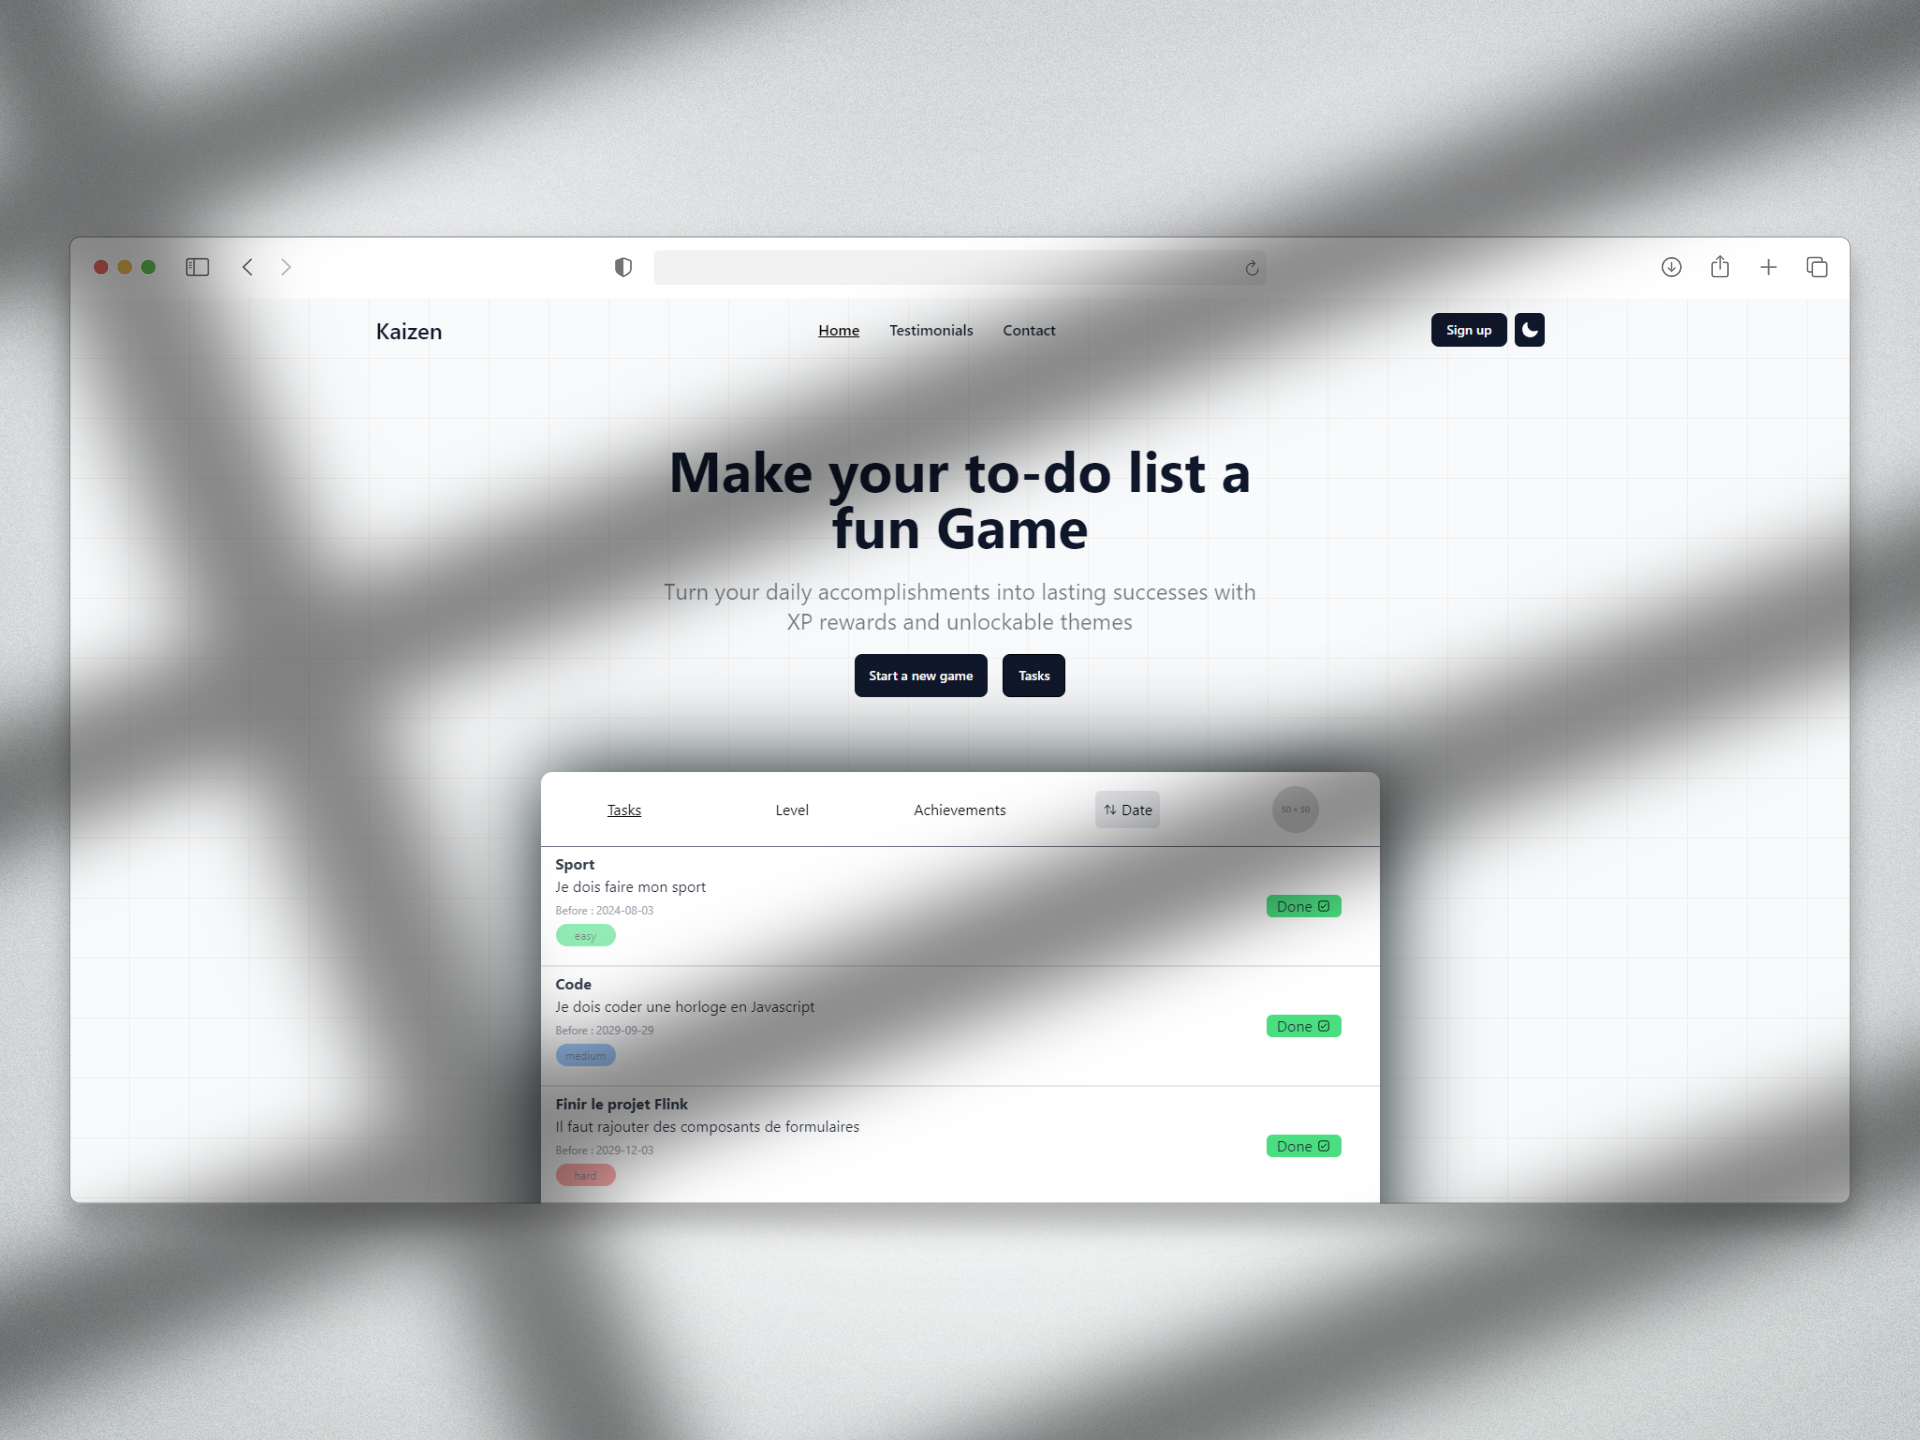 Kaizen
Home Testimonials Contact
Sign up
Make your to-do list a
fun Game
Turn your daily accomplishments into lasting successes with
XP rewards and unlockable themes
Start a new game Tasks
Tasks Level Achievements Date 50 × 50
Sport
Je dois faire mon sport
Before : 2024-08-03
easy
Done
Code
Je dois coder une horloge en Javascript
Before : 2029-09-29
medium
Done
Finir le projet Flink
Il faut rajouter des composants de formulaires
Before : 2029-12-03
hard
Done